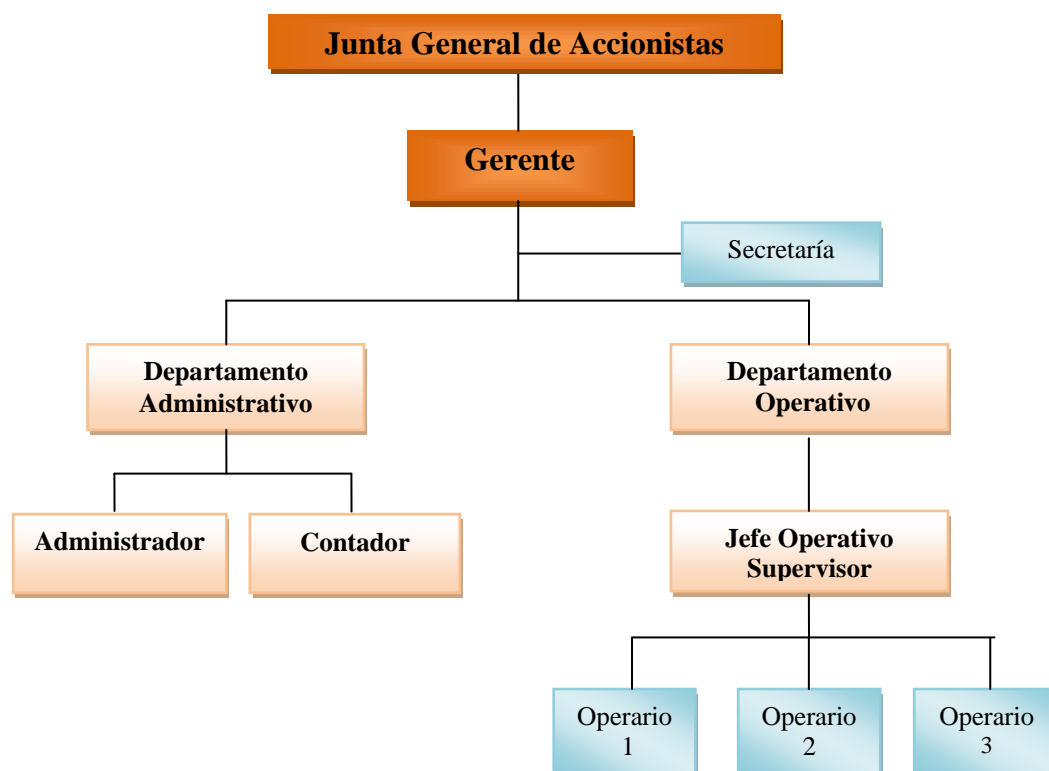 Junta General de Accionistas
Gerente
Secretaría
Departamento
Administrativo
Departamento
Operativo
Administrador
Contador
Jefe Operativo
Supervisor
Operario
1
Operario
2
Operario
3